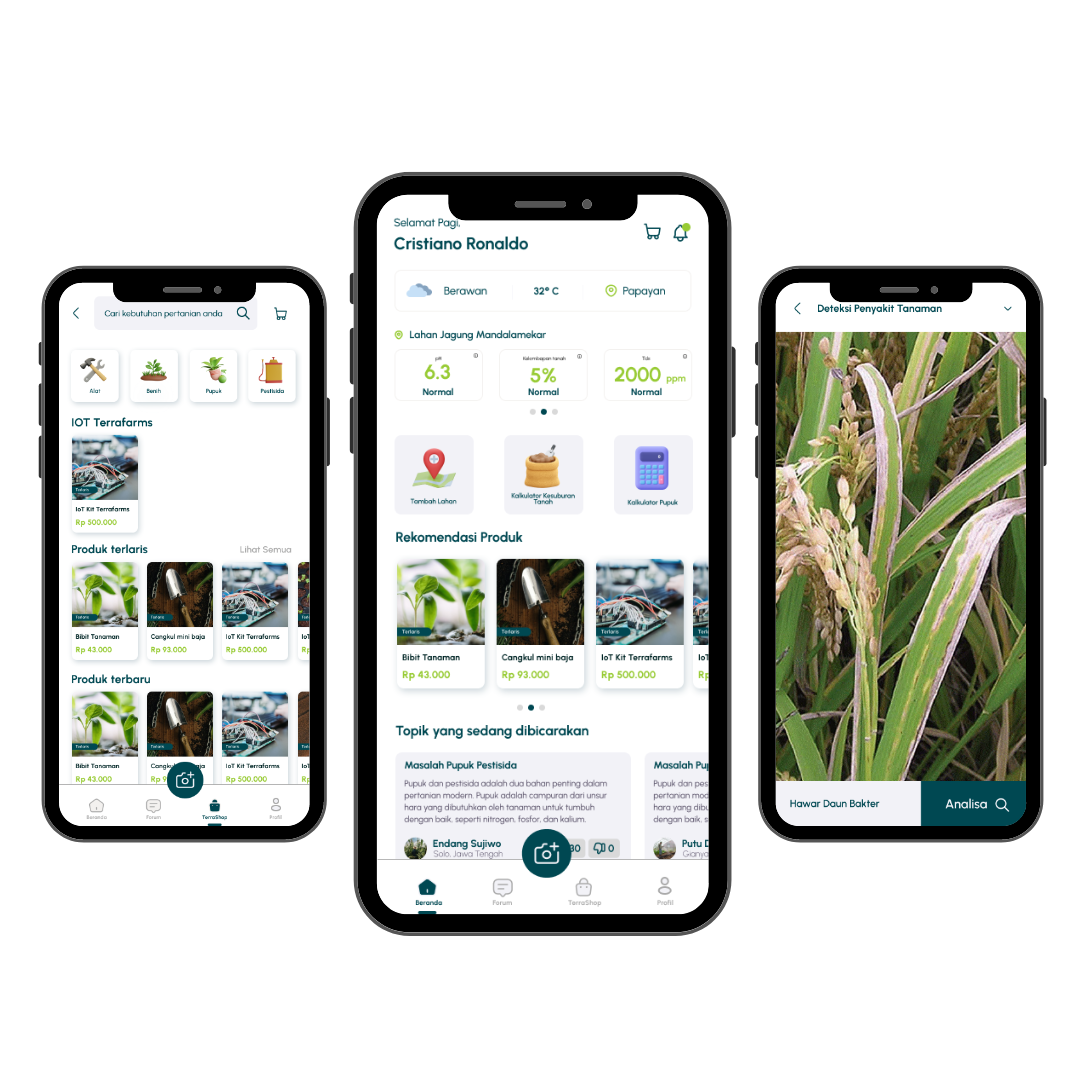 Cari kebutuhan pertanian anda
Alat
Benih
Pupuk
Pestisida
IOT Terrafarms
Terlaris
IoT Kit Terrafarms
Rp 500.000
Produk terlaris
Lihat Semua
Terlaris
Terlaris
Terlaris
Bibit Tanaman
Cangkul mini baja
IoT Kit Terrafarms
IoT
Rp 43.000
Rp 93.000
Rp 500.000
Rp
Produk terbaru
Terlaris
Terlaris
Terlaris
Bibit Tanaman
Cangkul mini baja
IoT Kit Terrafarms
IoT
Rp 43.000
Rp 9
Rp 500.000
Beranda
Forum
TerraShop
Profil
Selamat Pagi,
Cristiano Ronaldo
Berawan
32° C
Papayan
Lahan Jagung Mandalamekar
pH
6.3
Normal
Kelembapan tanah
5%
Normal
Tds
2000 ppm
Normal
Tambah Lahan
Kalkulator Kesuburan
Tanah
Kalkulator Pupuk
Rekomendasi Produk
Terlaris
Terlaris
Terlaris
Terlaris
Bibit Tanaman
Cangkul mini baja
IoT Kit Terrafarms
IoT
Rp 43.000
Rp 93.000
Rp 500.000
Rp
Topik yang sedang dibicarakan
Masalah Pupuk Pestisida
Pupuk dan pestisida adalah dua bahan penting dalam
pertanian modern. Pupuk adalah campuran dari unsur
hara yang dibutuhkan oleh tanaman untuk tumbuh
dengan baik, seperti nitrogen, fosfor, dan kalium.
Endang Sujiwo
Solo, Jawa Tengah
30
0
Masalah Pup
Pupuk dan pes
pertanian mod
hara yang dibu
dengan baik, s
Putu D
Gianya
Beranda
Forum
TerraShop
Profil
Deteksi Penyakit Tanaman
Hawar Daun Bakter
Analisa